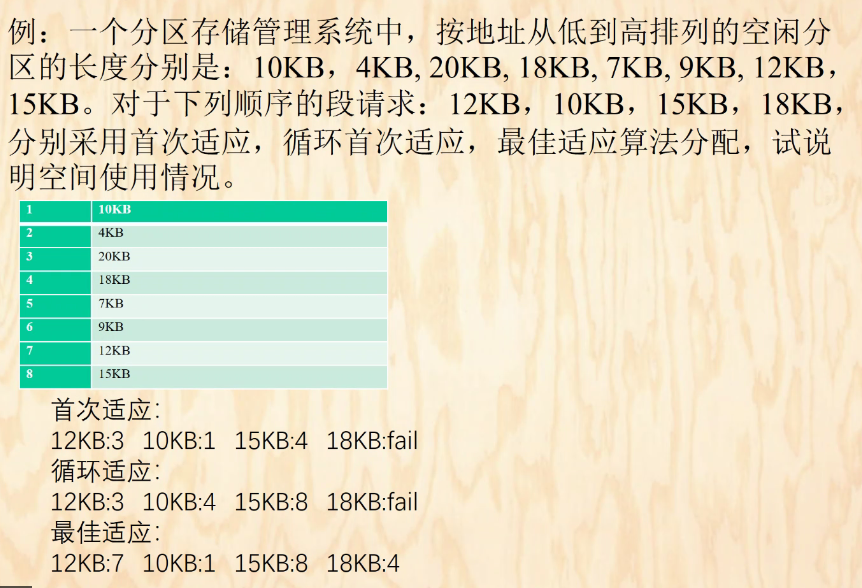 例：一个分区存储管理系统中，按地址从低到高排列的空闲分
区的长度分别是：10KB，4KB, 20KB, 18KB, 7KB, 9KB, 12KB，
15KB。对于下列顺序的段请求：12KB，10KB，15KB，18KB，
分别采用首次适应，循环首次适应，最佳适应算法分配，试说
明空间使用情况。
1 10KB
2 4KB
3 20KB
4 18KB
5 7KB
6 9KB
7 12KB
8 15KB
首次适应：
12KB:3 10KB:1 15KB:4 18KB:fail
循环适应：
12KB:3 10KB:4 15KB:8 18KB:fail
最佳适应：
12KB:7 10KB:1 15KB:8 18KB:4